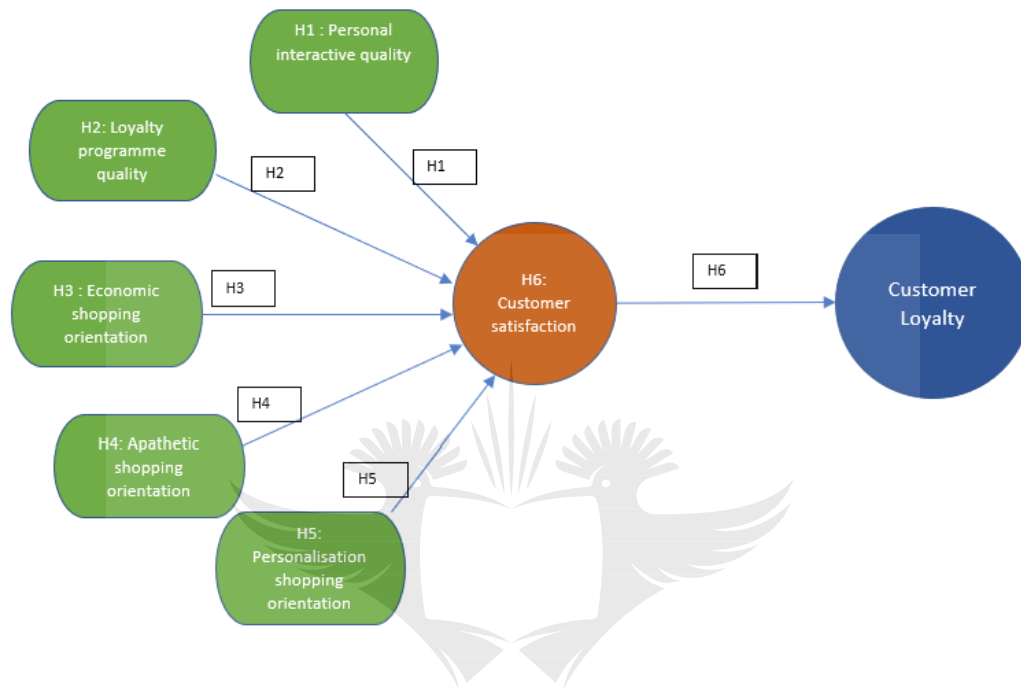 H1 : Personal
interactive quality
H2: Loyalty
programme
quality
H2
H1
H3 : Economic
shopping
orientation
H3
H6:
Customer
satisfaction
H6
Customer
Loyalty
H4: Apathetic
shopping
orientation
H4
H5
H5:
Personalisation
shopping
orientation